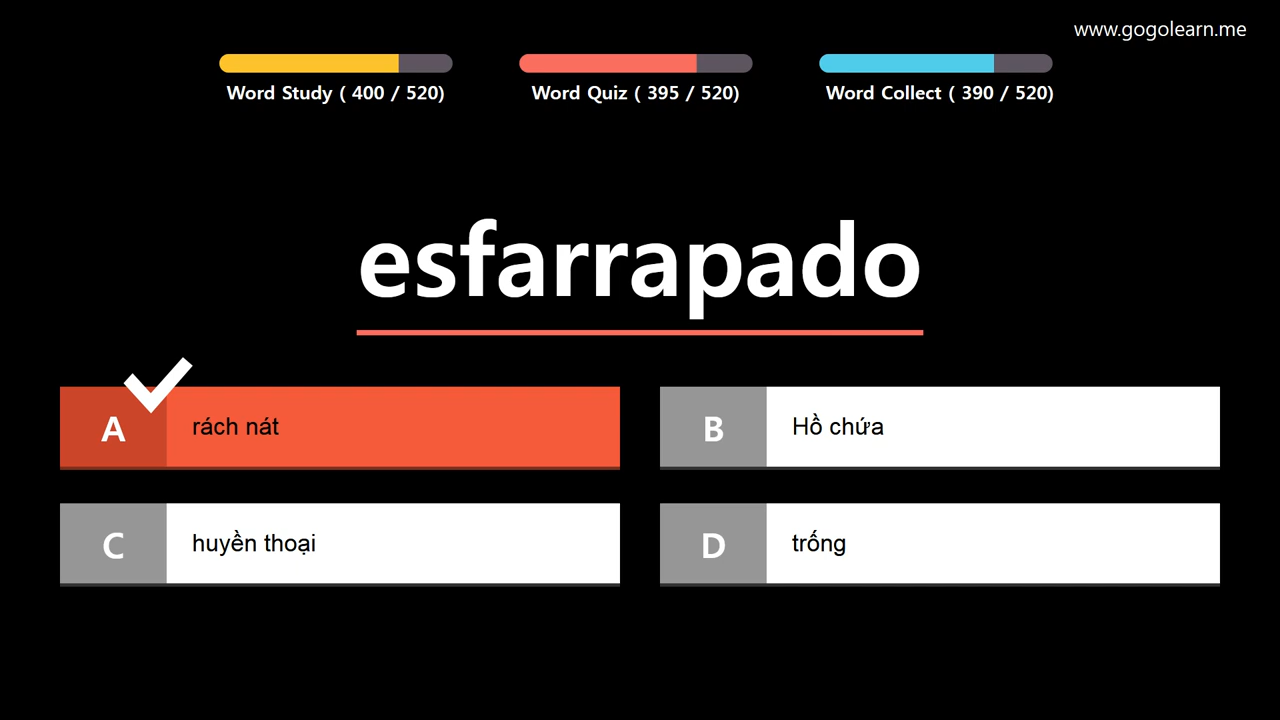 www.gogolearn.me
Word Study ( 400 / 520)
Word Quiz ( 395 / 520)
Word Collect ( 390 / 520)
esfarrapado
A rách nát
B Hồ chứa
C huyền thoại
D trống